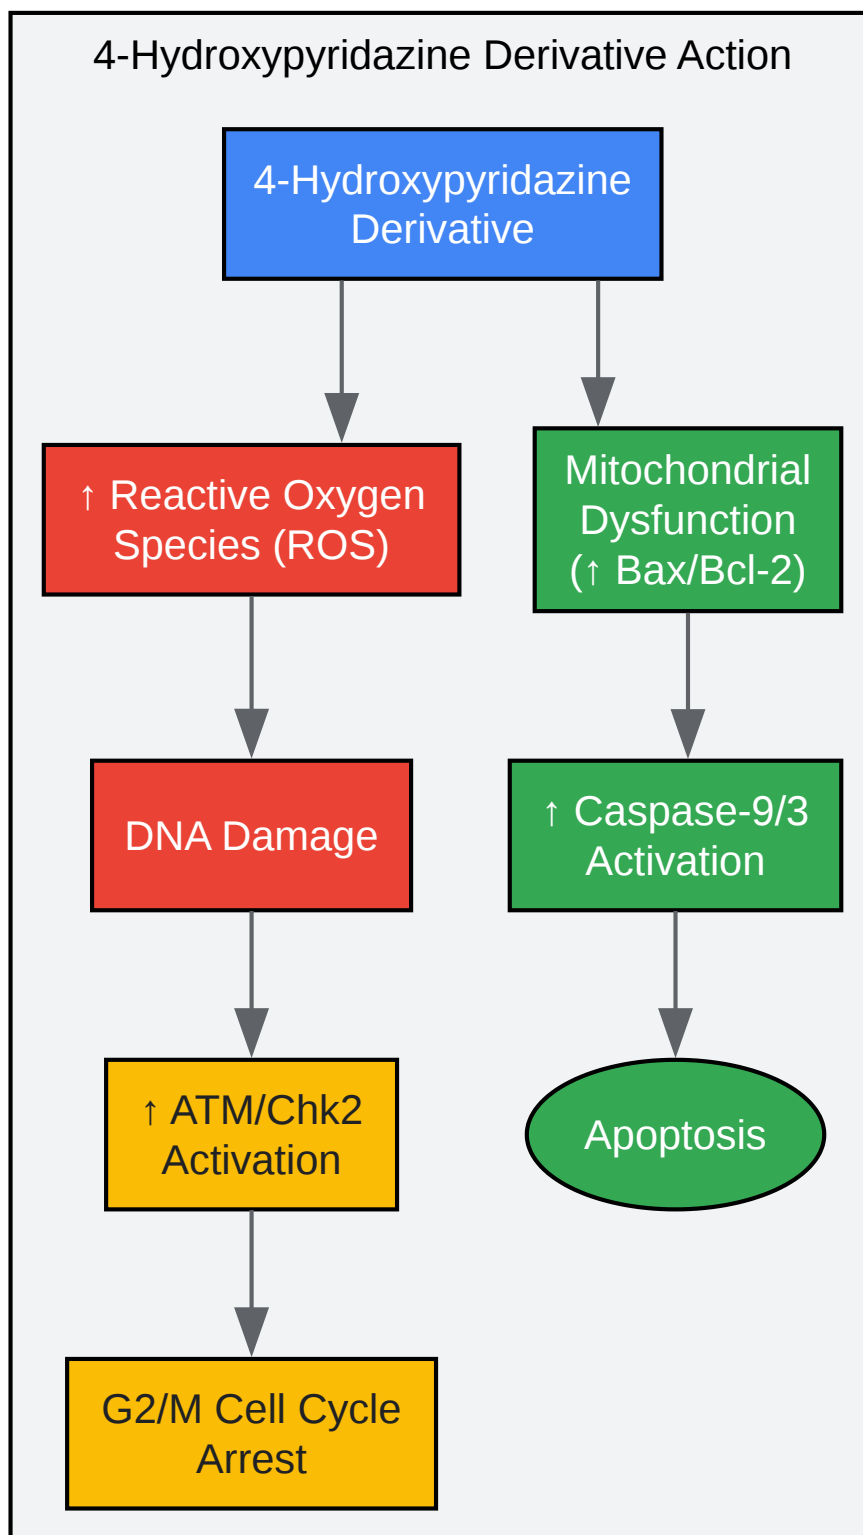 4-Hydroxypyridazine Derivative Action
4-Hydroxypyridazine
Derivative
↑ Reactive Oxygen
Species (ROS)
Mitochondrial
Dysfunction
(↑ Bax/Bcl-2)
DNA Damage
↑ Caspase-9/3
Activation
↑ ATM/Chk2
Activation
Apoptosis
G2/M Cell Cycle
Arrest